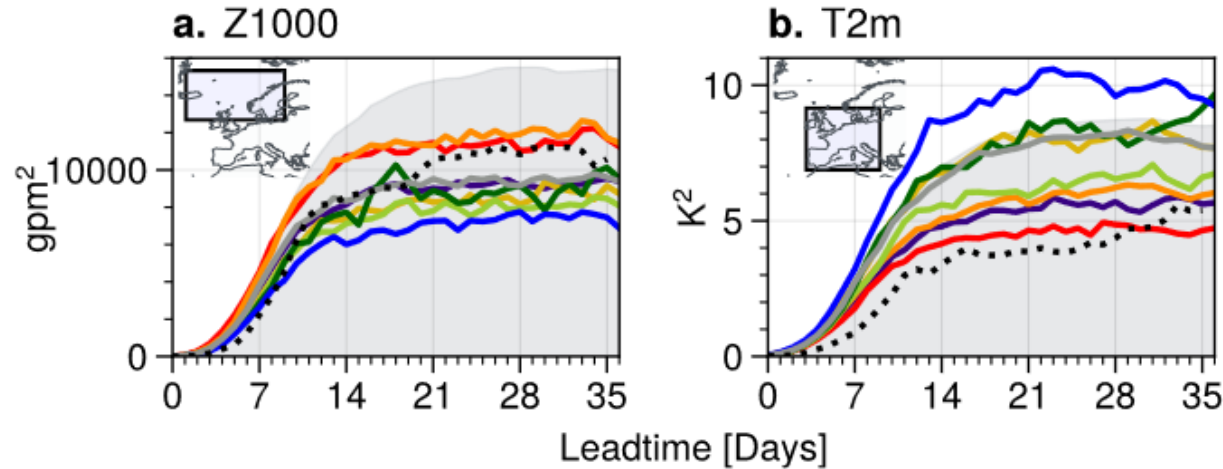 a. Z1000
b. T2m
gpm²
10000
0
0 7 14 21 28 35
K²
10
5
0
0 7 14 21 28 35
Leadtime [Days]